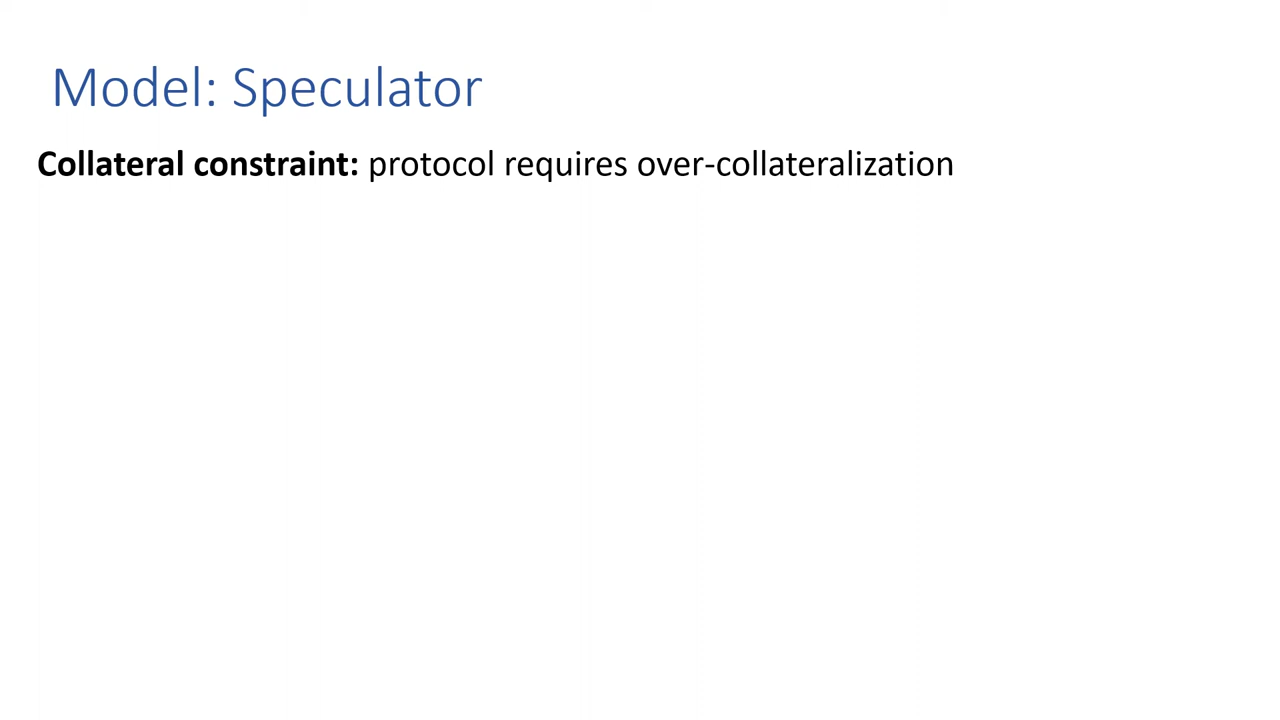 Model: Speculator
Collateral constraint: protocol requires over-collateralization